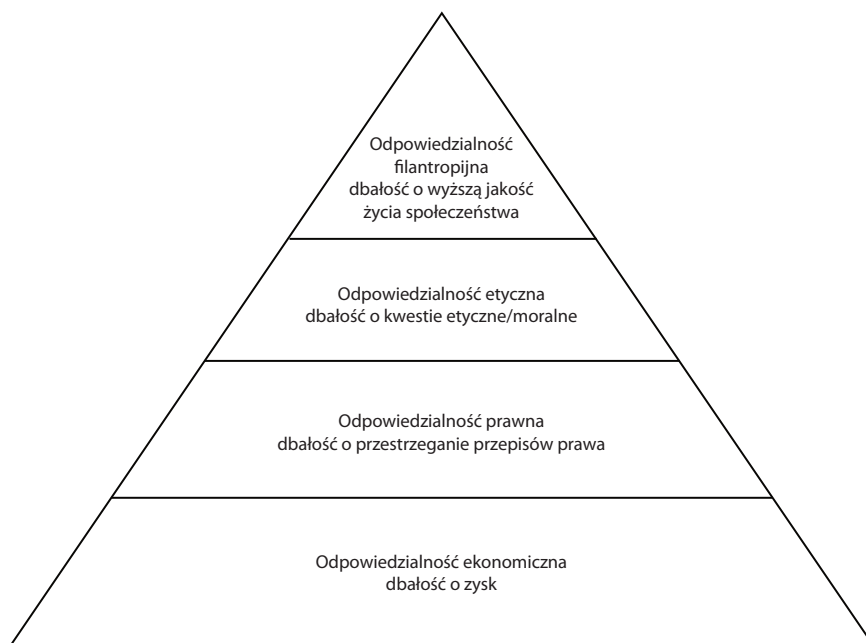 Odpowiedzialność
filantropijna
dbałość o wyższą jakość
życia społeczeństwa
Odpowiedzialność etyczna
dbałość o kwestie etyczne/moralne
Odpowiedzialność prawna
dbałość o przestrzeganie przepisów prawa
Odpowiedzialność ekonomiczna
dbałość o zysk